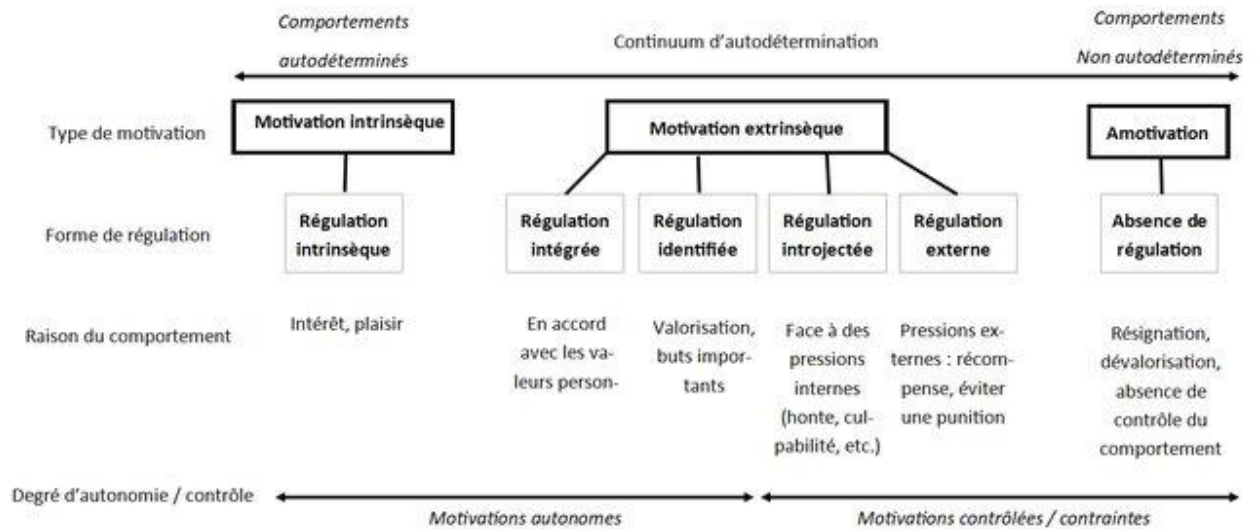 Comportements
autodéterminés
Continuum d'autodétermination
Comportements
Non autodéterminés
Type de motivation
Motivation intrinsèque
Motivation extrinsèque
Amotivation
Forme de régulation
Régulation
intrinsèque
Régulation
intégrée
Régulation
identifiée
Régulation
introjectée
Régulation
externe
Absence de
régulation
Raison du comportement
Intérêt, plaisir
En accord
avec les va-
leurs person-
Valorisation,
buts impor-
tants
Face à des
pressions
internes
(honte, cul-
pabilité, etc.)
Pressions ex-
ternes : récom-
pense, éviter
une punition
Résignation,
dévalorisation,
absence de
contrôle du
comportement
Degré d'autonomie / contrôle
Motivations autonomes
Motivations contrôlées / contraintes